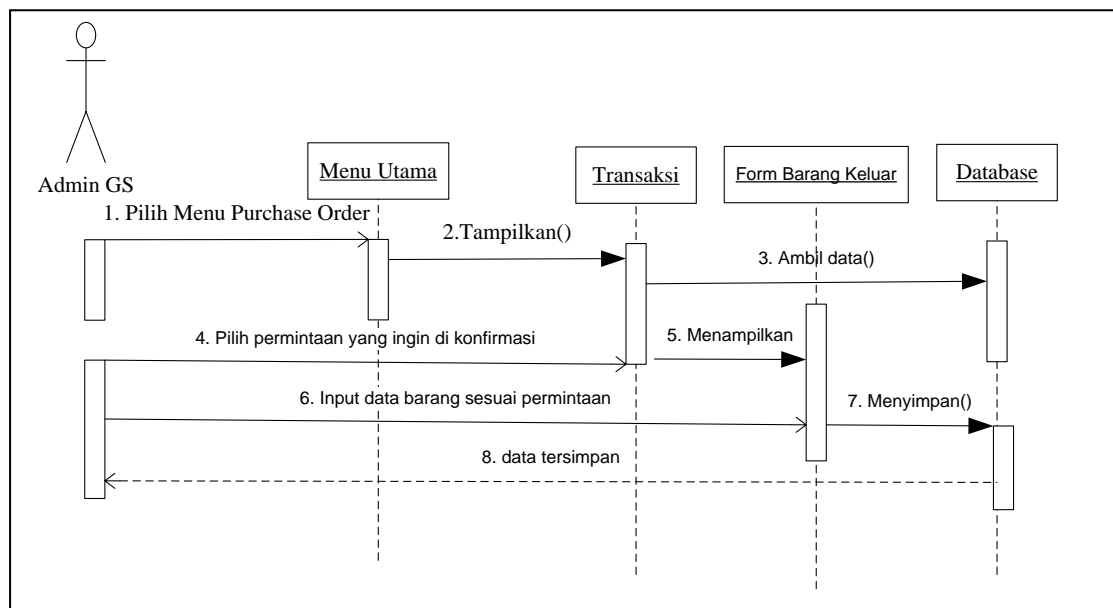 Admin GS
Menu Utama
Transaksi
Form Barang Keluar
Database
1. Pilih Menu Purchase Order
2.Tampilkan()
3. Ambil data()
4. Pilih permintaan yang ingin di konfirmasi
5. Menampilkan
6. Input data barang sesuai permintaan
7. Menyimpan()
8. data tersimpan